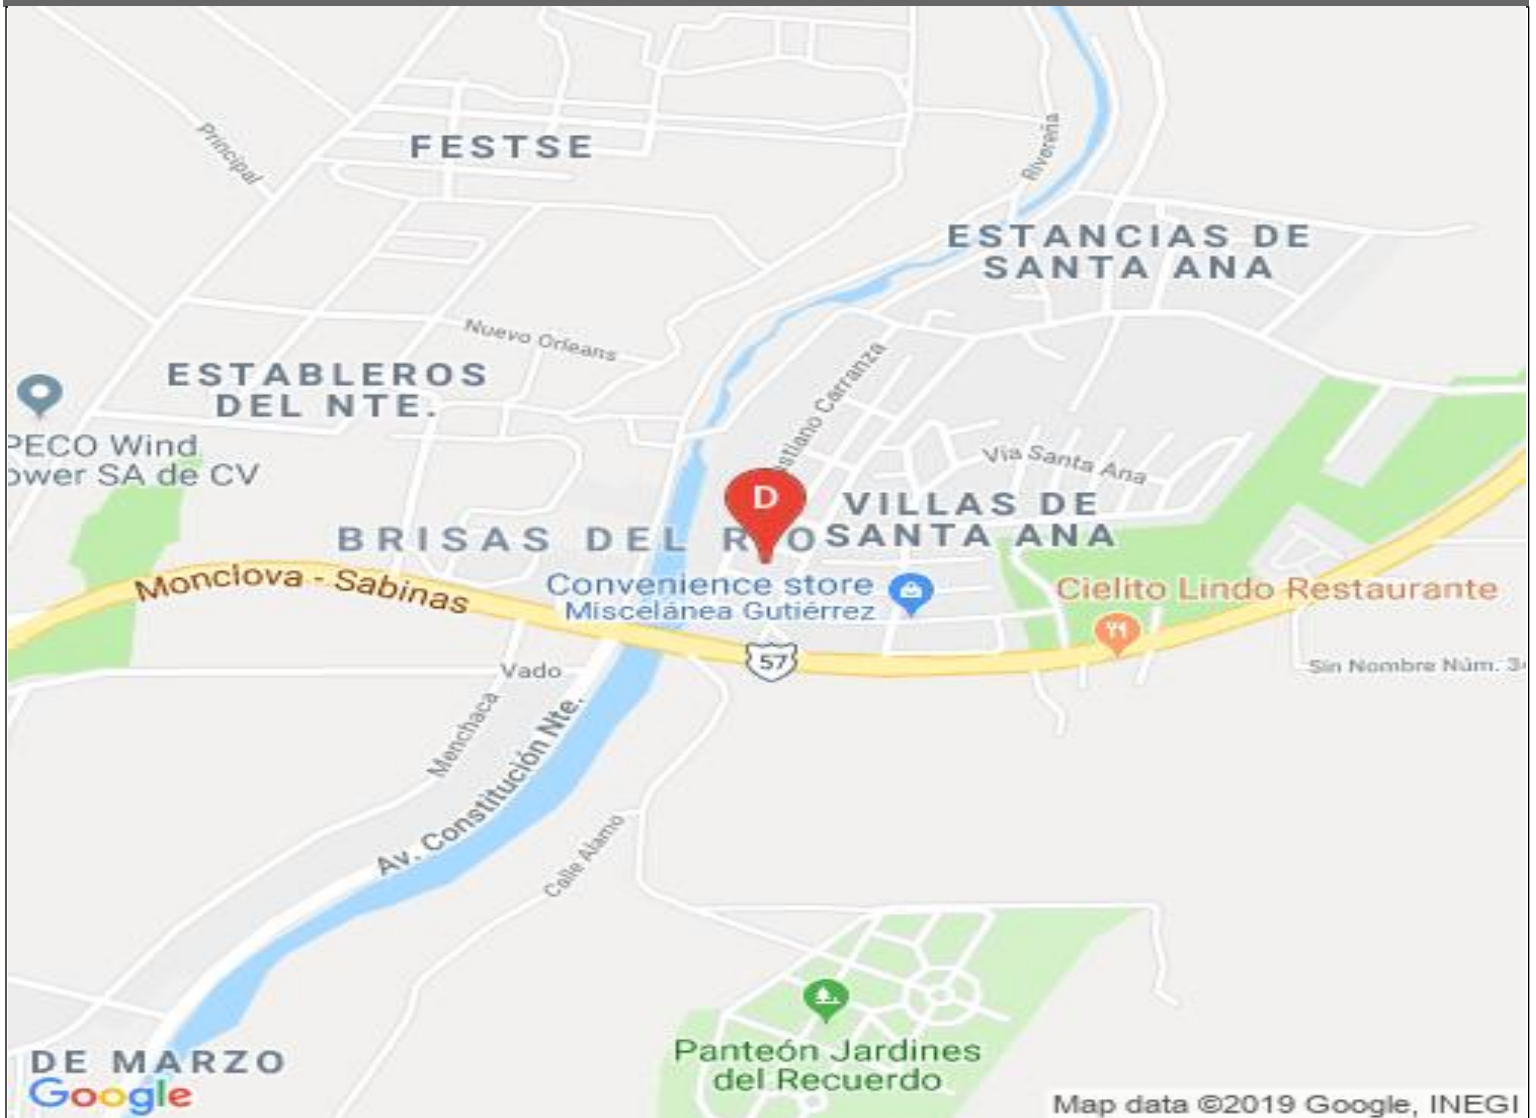 Principal
FESTSE
Rivereña
ESTANCIAS DE
SANTA ANA
Nuevo Orleans
ESTABLEROS
DEL NTE.
stiano Carranza
PECO Wind
ower SA de CV
Via Santa Ana
D
VILLAS DE
SANTA ANA
BRISAS DEL RÍO
Monclova - Sabinas
Convenience store
Miscelánea Gutiérrez
Cielito Lindo Restaurante
57
Vado
Sin Nombre Núm. 3
Menchaca
Av. Constitución Nte.
Calle Alamo
Panteón Jardines
del Recuerdo
DE MARZO
Google
Map data ©2019 Google, INEGI